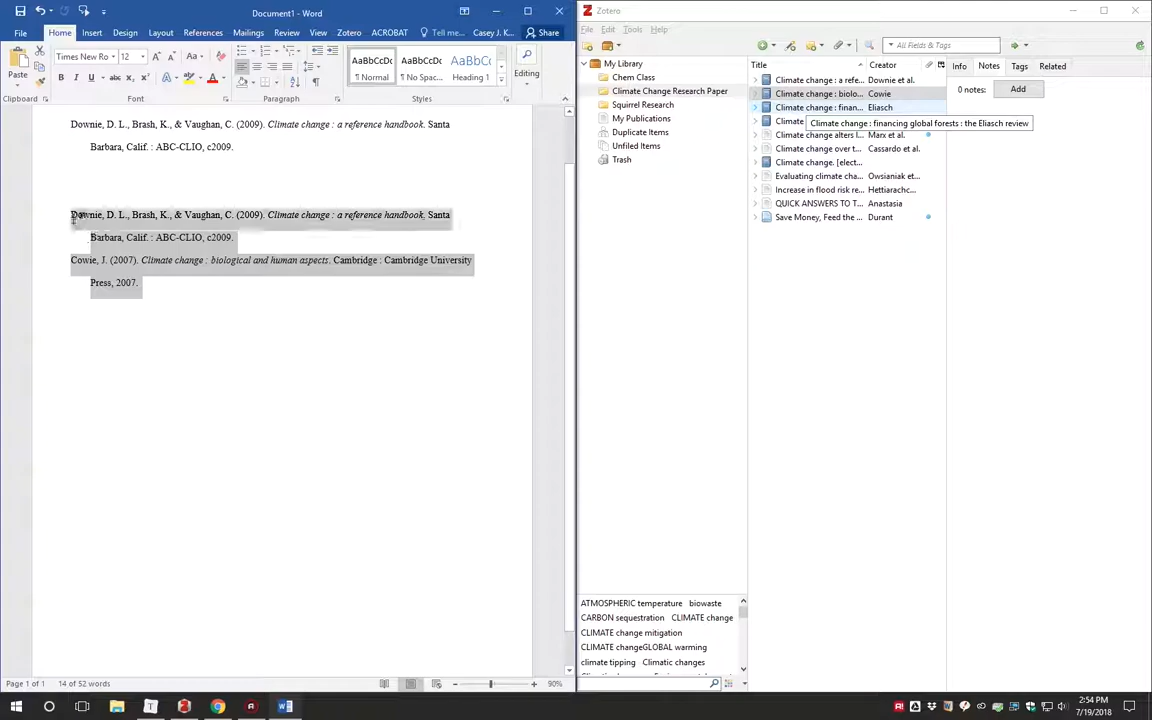 Document1 - Word
File Home Insert Design Layout References Mailings Review View Zotero ACROBAT Tell me... Casey J. K... Share
Paste
Times New Ro 12
B I U abc X₂ X²
AaBbCcDc AaBbCcDc AaBbCc
¶ Normal ¶ No Spac... Heading 1
Editing
Clipboard Font Paragraph Styles
Downie, D. L., Brash, K., & Vaughan, C. (2009). Climate change : a reference handbook. Santa
Barbara, Calif. : ABC-CLIO, c2009.
Downie, D. L., Brash, K., & Vaughan, C. (2009). Climate change : a reference handbook. Santa
Barbara, Calif. : ABC-CLIO, c2009.
Cowie, J. (2007). Climate change : biological and human aspects. Cambridge : Cambridge University
Press, 2007.
Page 1 of 1 14 of 52 words
90%
Zotero
File Edit Tools Help
All Fields & Tags
My Library
Chem Class
Climate Change Research Paper
Squirrel Research
My Publications
Duplicate Items
Unfiled Items
Trash
Title Creator
Climate change : a refe... Downie et al.
Climate change : biolo... Cowie
Climate change : finan... Eliasch
Climate
Climate change : financing global forests : the Eliasch review
Climate change alters l... Marx et al.
Climate change over t... Cassardo et al.
Climate change. [elect...
Evaluating climate cha... Owsianiak et...
Increase in flood risk re... Hettiarachc...
QUICK ANSWERS TO T... Anastasia
Save Money, Feed the ... Durant
Info Notes Tags Related
0 notes: Add
ATMOSPHERIC temperature biowaste
CARBON sequestration CLIMATE change
CLIMATE change mitigation
CLIMATE changeGLOBAL warming
climate tipping Climatic changes
2:54 PM
7/19/2018